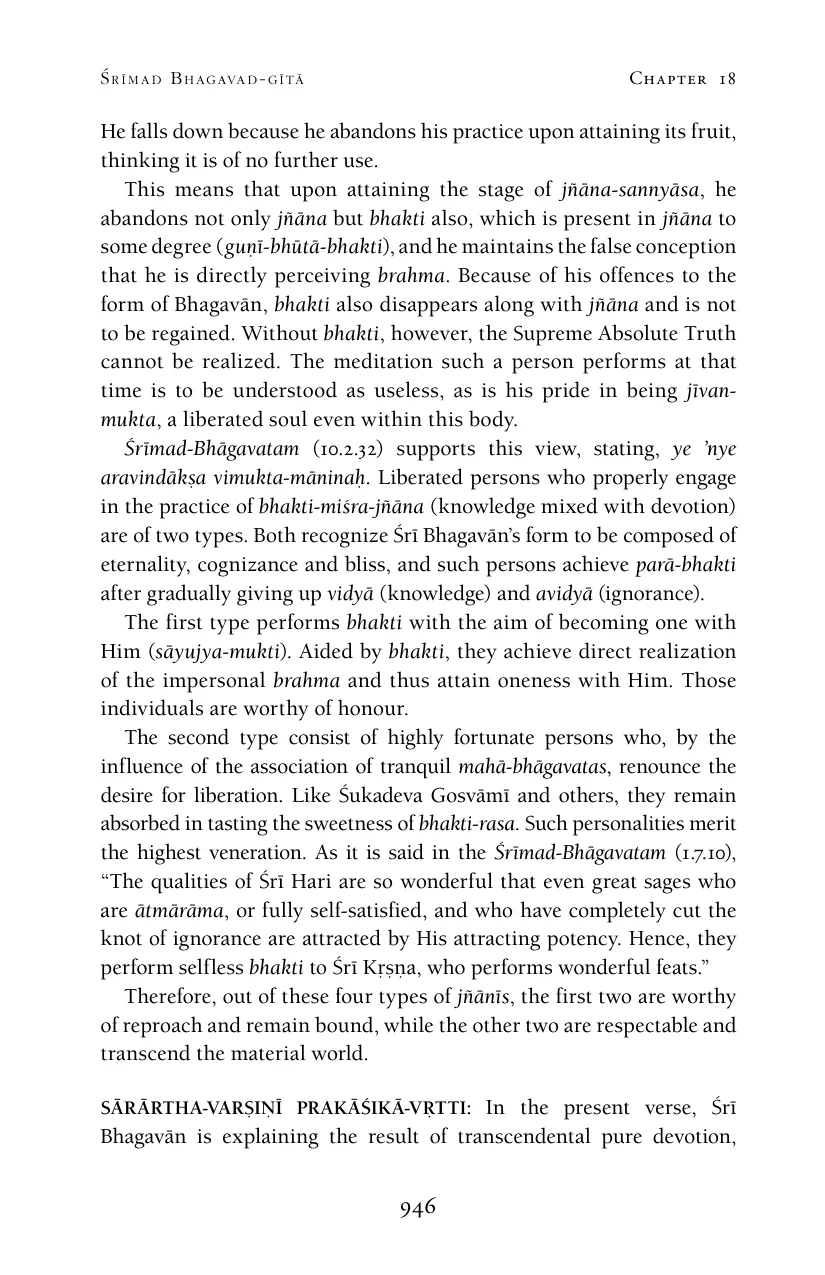 Śrīmad Bhagavad-gītā Chapter 18
He falls down because he abandons his practice upon attaining its fruit,
thinking it is of no further use.
This means that upon attaining the stage of jñāna-sannyāsa, he
abandons not only jñāna but bhakti also, which is present in jñāna to
some degree (guṇī-bhūtā-bhakti), and he maintains the false conception
that he is directly perceiving brahma. Because of his offences to the
form of Bhagavān, bhakti also disappears along with jñāna and is not
to be regained. Without bhakti, however, the Supreme Absolute Truth
cannot be realized. The meditation such a person performs at that
time is to be understood as useless, as is his pride in being jīvan-
mukta, a liberated soul even within this body.
Śrīmad-Bhāgavatam (10.2.32) supports this view, stating, ye ’nye
aravindākṣa vimukta-māninaḥ. Liberated persons who properly engage
in the practice of bhakti-miśra-jñāna (knowledge mixed with devotion)
are of two types. Both recognize Śrī Bhagavān’s form to be composed of
eternality, cognizance and bliss, and such persons achieve parā-bhakti
after gradually giving up vidyā (knowledge) and avidyā (ignorance).
The first type performs bhakti with the aim of becoming one with
Him (sāyujya-mukti). Aided by bhakti, they achieve direct realization
of the impersonal brahma and thus attain oneness with Him. Those
individuals are worthy of honour.
The second type consist of highly fortunate persons who, by the
influence of the association of tranquil mahā-bhāgavatas, renounce the
desire for liberation. Like Śukadeva Gosvāmī and others, they remain
absorbed in tasting the sweetness of bhakti-rasa. Such personalities merit
the highest veneration. As it is said in the Śrīmad-Bhāgavatam (1.7.10),
“The qualities of Śrī Hari are so wonderful that even great sages who
are ātmārāma, or fully self-satisfied, and who have completely cut the
knot of ignorance are attracted by His attracting potency. Hence, they
perform selfless bhakti to Śrī Kṛṣṇa, who performs wonderful feats.”
Therefore, out of these four types of jñānīs, the first two are worthy
of reproach and remain bound, while the other two are respectable and
transcend the material world.
SĀRĀRTHA-VARṢIṆĪ PRAKĀŚIKĀ-VṚTTI: In the present verse, Śrī
Bhagavān is explaining the result of transcendental pure devotion,
946